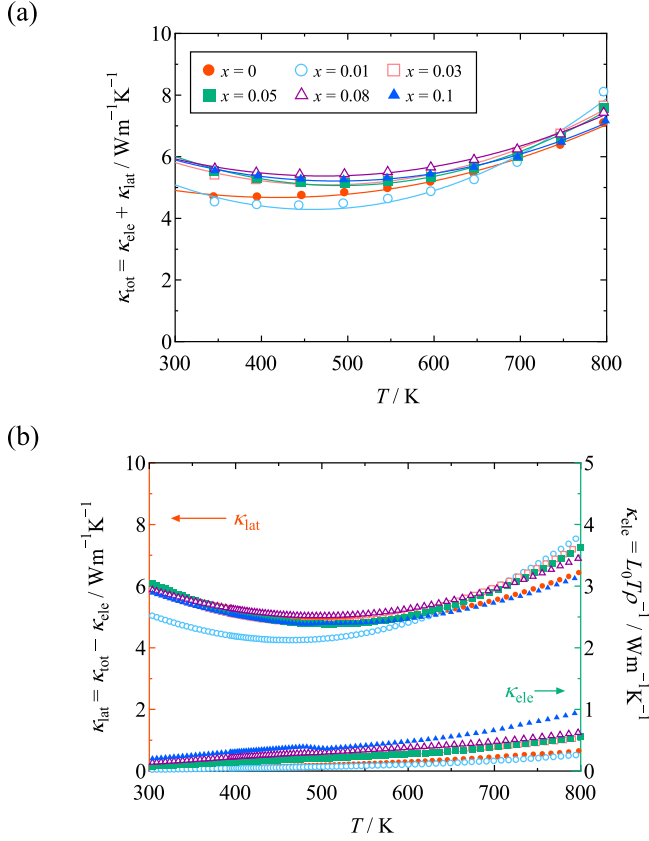 (a)
10
8
6
4
2
0
κtot = κele + κlat / Wm−1K−1
x = 0 x = 0.01 x = 0.03
x = 0.05 x = 0.08 x = 0.1
300 400 500 600 700 800
T / K
(b)
10 5
8 4
6 3
4 2
2 1
0 0
κlat = κtot − κele / Wm−1K−1
κlat
κele
κele = L0Tρ−1 / Wm−1K−1
300 400 500 600 700 800
T / K